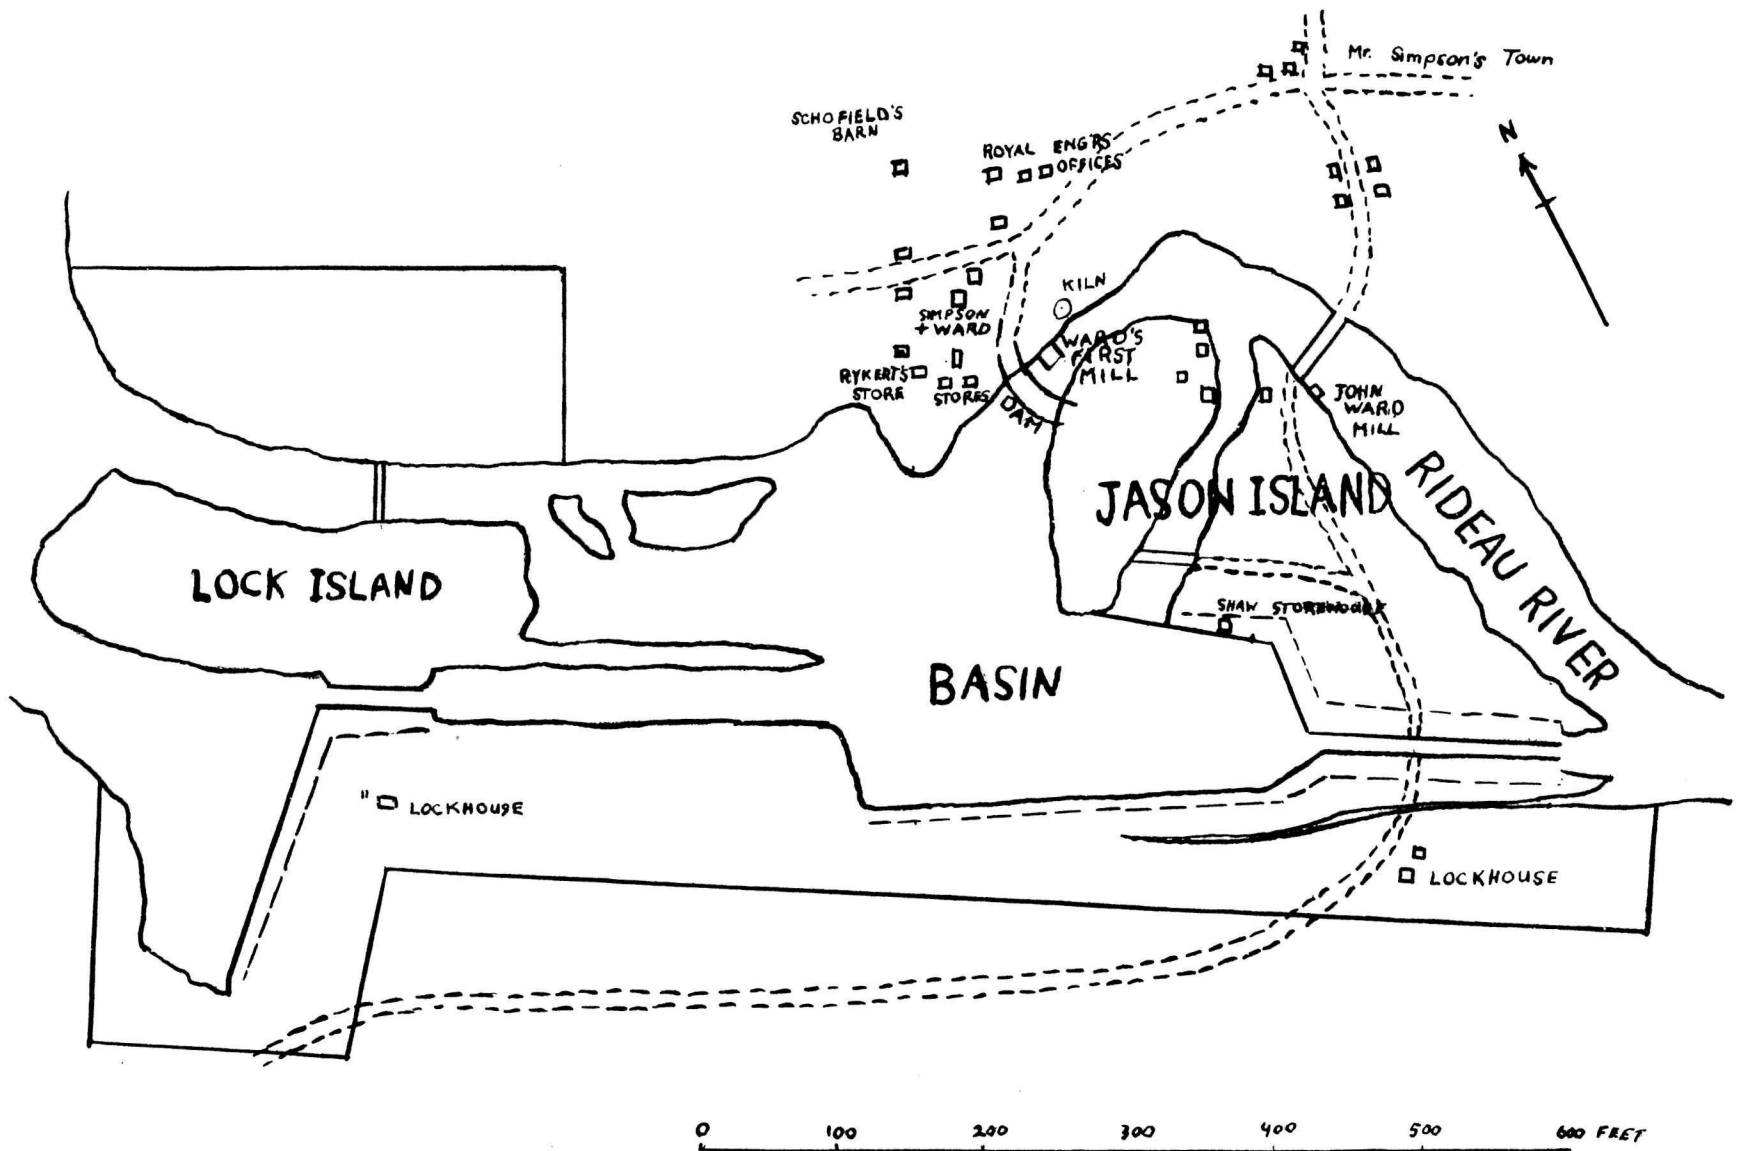 Mr. Simpson's Town
SCHOFIELD'S
BARN
N
ROYAL ENG'RS
OFFICES
KILN
SIMPSON
+ WARD
WARD'S
FIRST
MILL
RYKERT'S
STORE
STORES
DAM
JOHN
WARD
MILL
RIDEAU RIVER
JASON ISLAND
LOCK ISLAND
SHAW STOREHOUSE
BASIN
" LOCKHOUSE
LOCKHOUSE
0 100 200 300 400 500 600 FEET